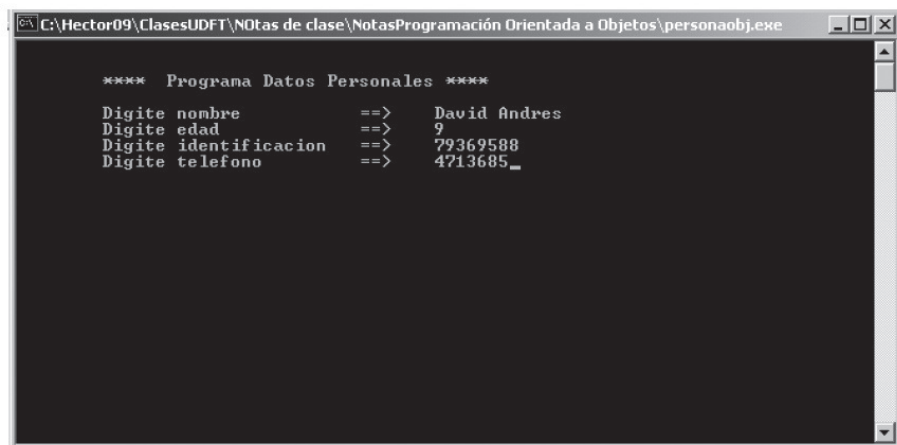 C:\Hector09\ClasesUDFT\NOtas de clase\NotasProgramación Orientada a Objetos\personaobj.exe
**** Programa Datos Personales ****
Digite nombre ==> David Andres
Digite edad ==> 9
Digite identificacion ==> 79369588
Digite telefono ==> 4713685_